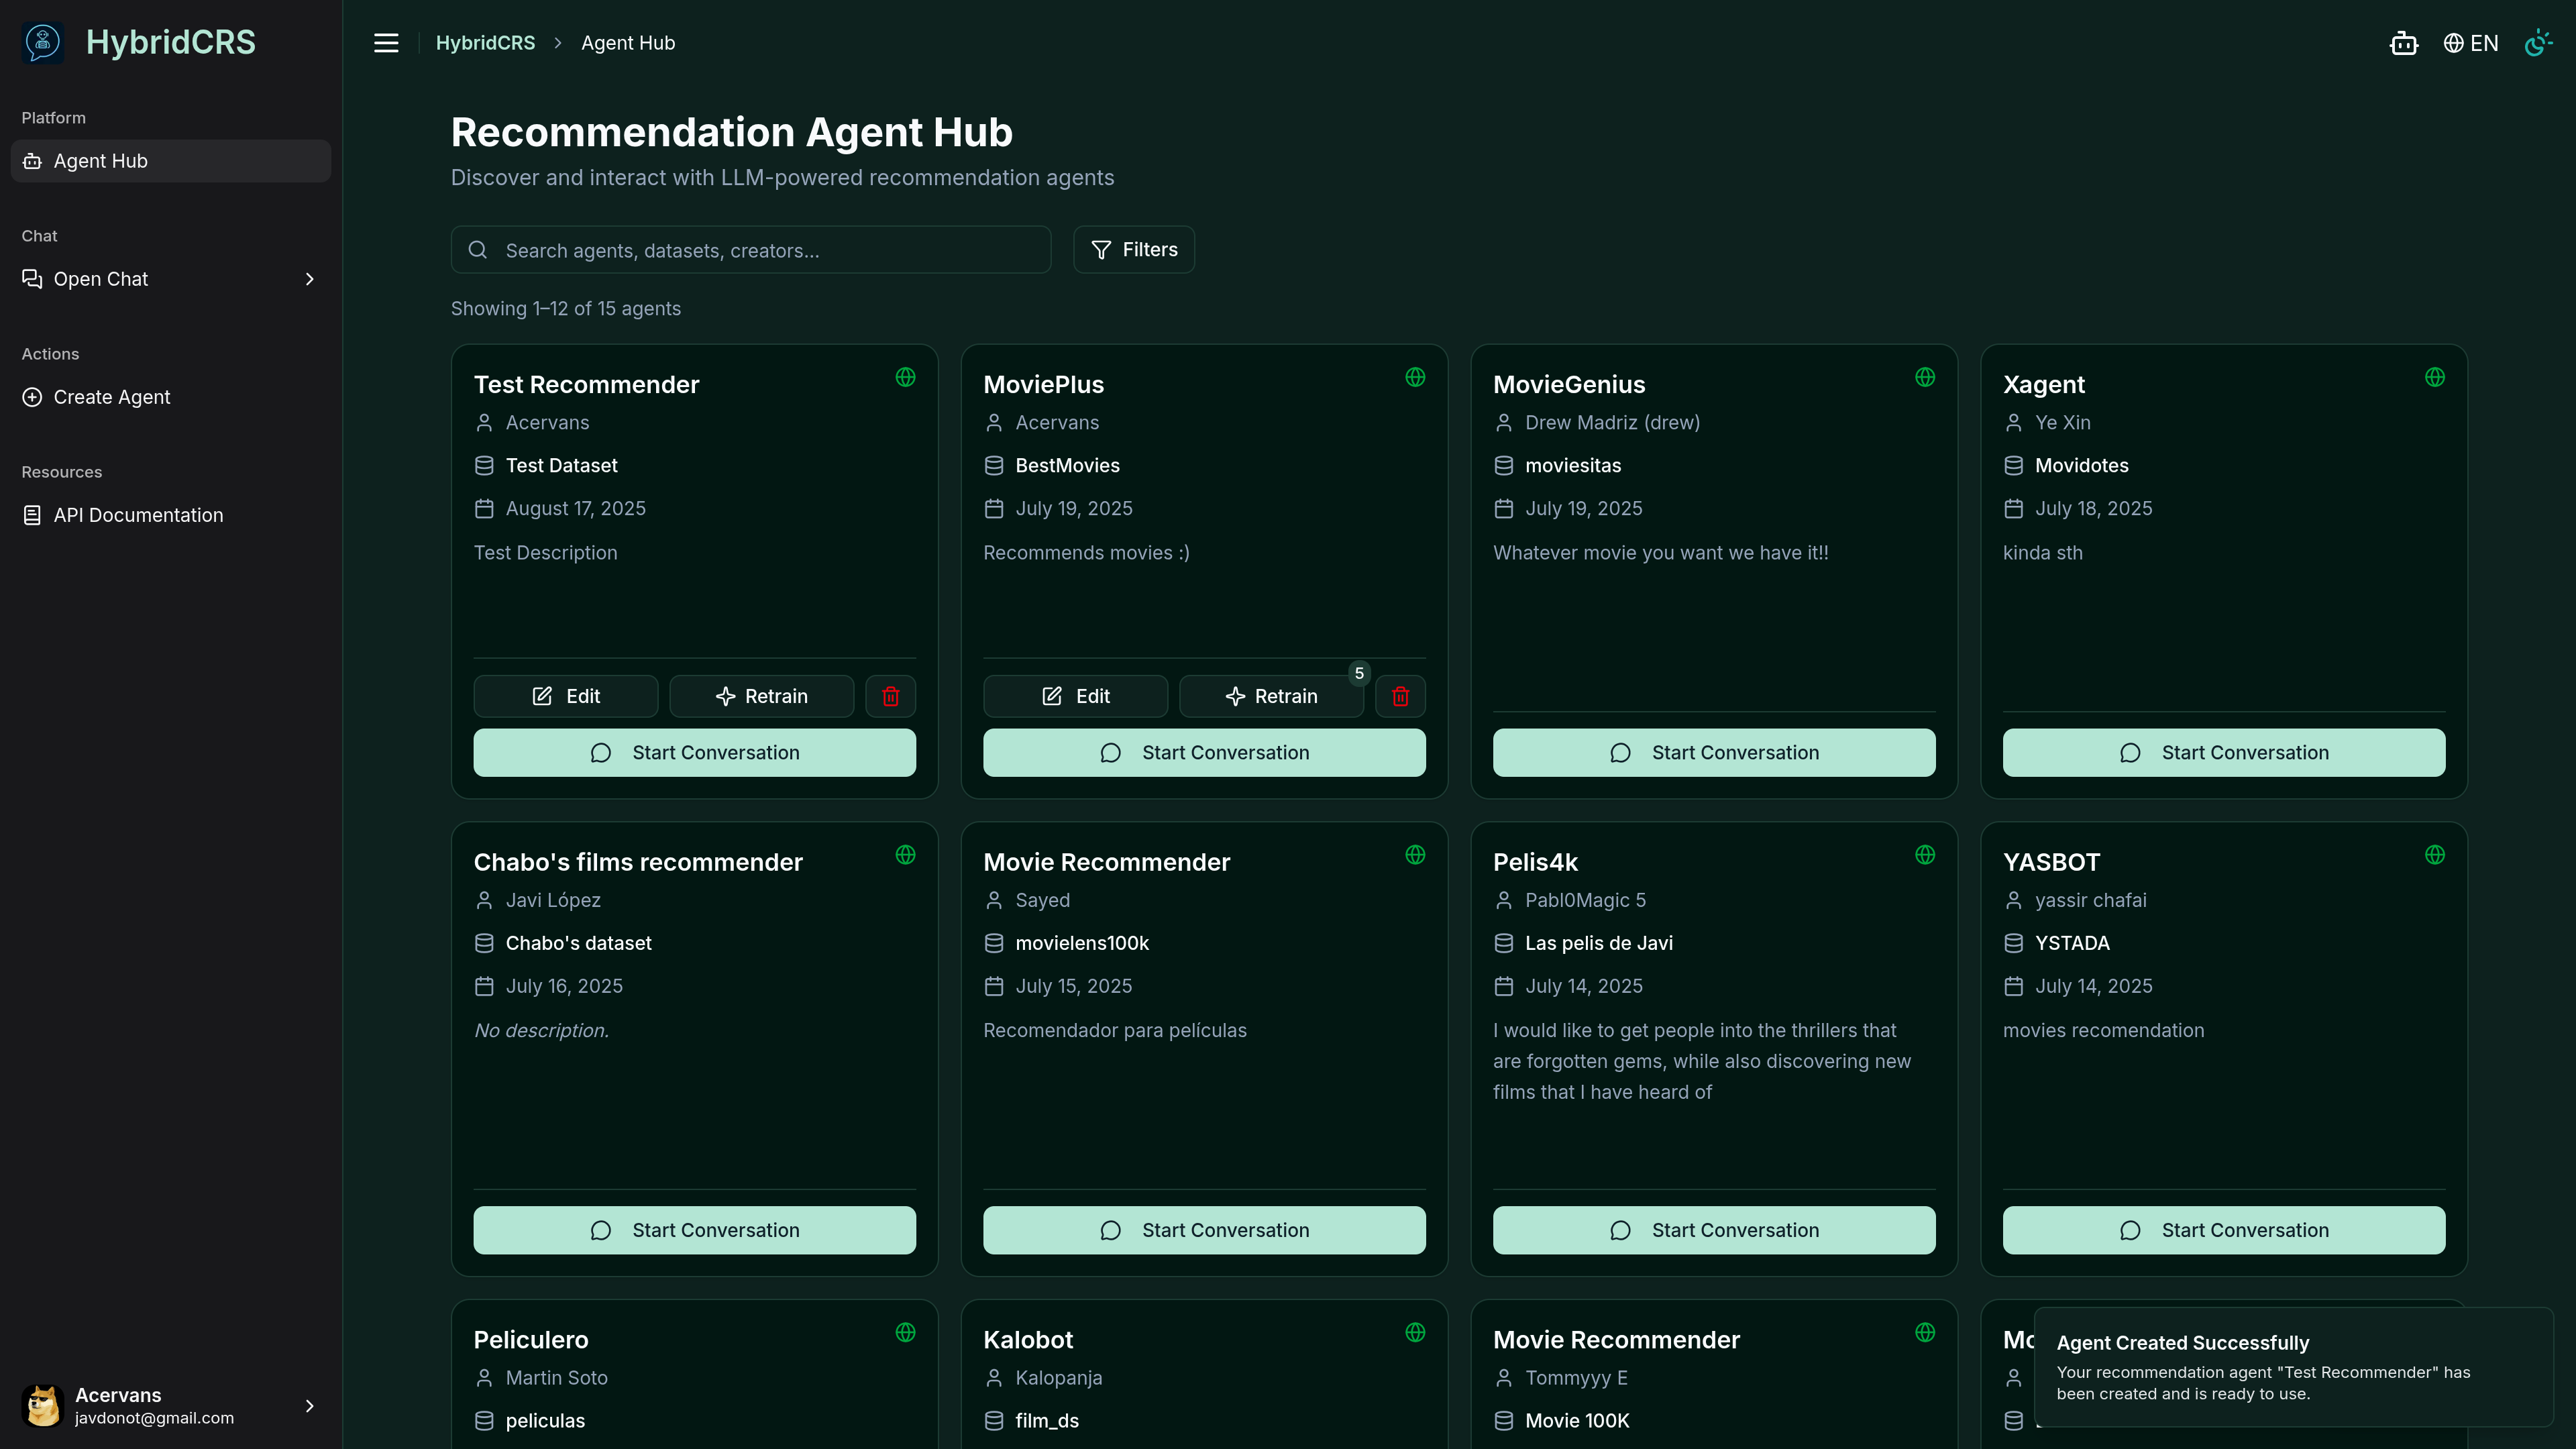 HybridCRS
Platform
Agent Hub
Chat
Open Chat
Actions
Create Agent
Resources
API Documentation
Acervans
javdonot@gmail.com
HybridCRS > Agent Hub
EN
Recommendation Agent Hub
Discover and interact with LLM-powered recommendation agents
Search agents, datasets, creators...
Filters
Showing 1–12 of 15 agents
Test Recommender
Acervans
Test Dataset
August 17, 2025
Test Description
Edit
Retrain
Start Conversation
MoviePlus
Acervans
BestMovies
July 19, 2025
Recommends movies :)
Edit
Retrain
5
Start Conversation
MovieGenius
Drew Madriz (drew)
moviesitas
July 19, 2025
Whatever movie you want we have it!!
Start Conversation
Xagent
Ye Xin
Movidotes
July 18, 2025
kinda sth
Start Conversation
Chabo's films recommender
Javi López
Chabo's dataset
July 16, 2025
No description.
Start Conversation
Movie Recommender
Sayed
movielens100k
July 15, 2025
Recomendador para películas
Start Conversation
Pelis4k
Pabl0Magic 5
Las pelis de Javi
July 14, 2025
I would like to get people into the thrillers that
are forgotten gems, while also discovering new
films that I have heard of
Start Conversation
YASBOT
yassir chafai
YSTADA
July 14, 2025
movies recomendation
Start Conversation
Peliculero
Martin Soto
peliculas
Kalobot
Kalopanja
film_ds
Movie Recommender
Tommyyy E
Movie 100K
Agent Created Successfully
Your recommendation agent "Test Recommender" has
been created and is ready to use.